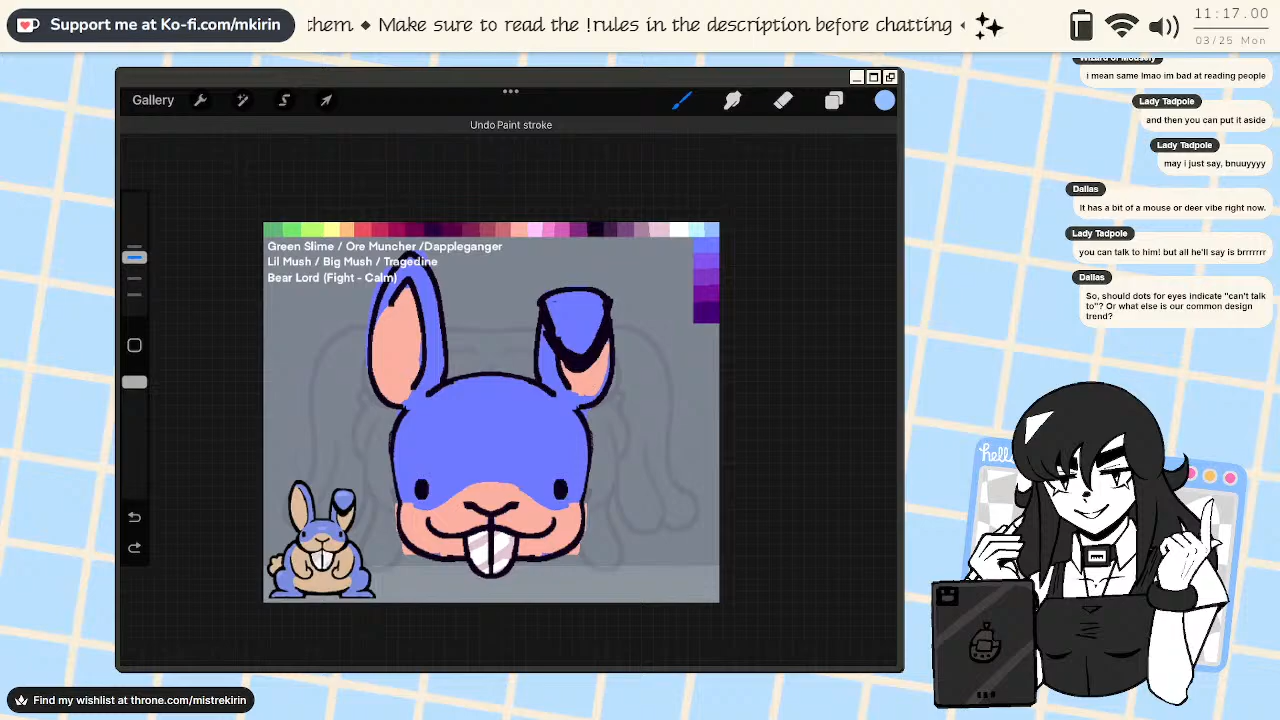 Support me at Ko-fi.com/mkirin
them ◆ Make sure to read the !rules in the description before chatting
11:17.00
03/25 Mon
Gallery
Undo Paint stroke
Green Slime / Ore Muncher /Dappleganger
Lil Mush / Big Mush / Tragedine
Bear Lord (Fight - Calm)
i mean same lmao im bad at reading people
Lady Tadpole
and then you can put it aside
Lady Tadpole
may i just say, bnuuyyyy
Dallas
It has a bit of a mouse or deer vibe right now.
Lady Tadpole
you can talk to him! but all he'll say is brrrrrr
Dallas
So, should dots for eyes indicate "can't talk
to"? Or what else is our common design
trend?
Find my wishlist at throne.com/mistrekirin